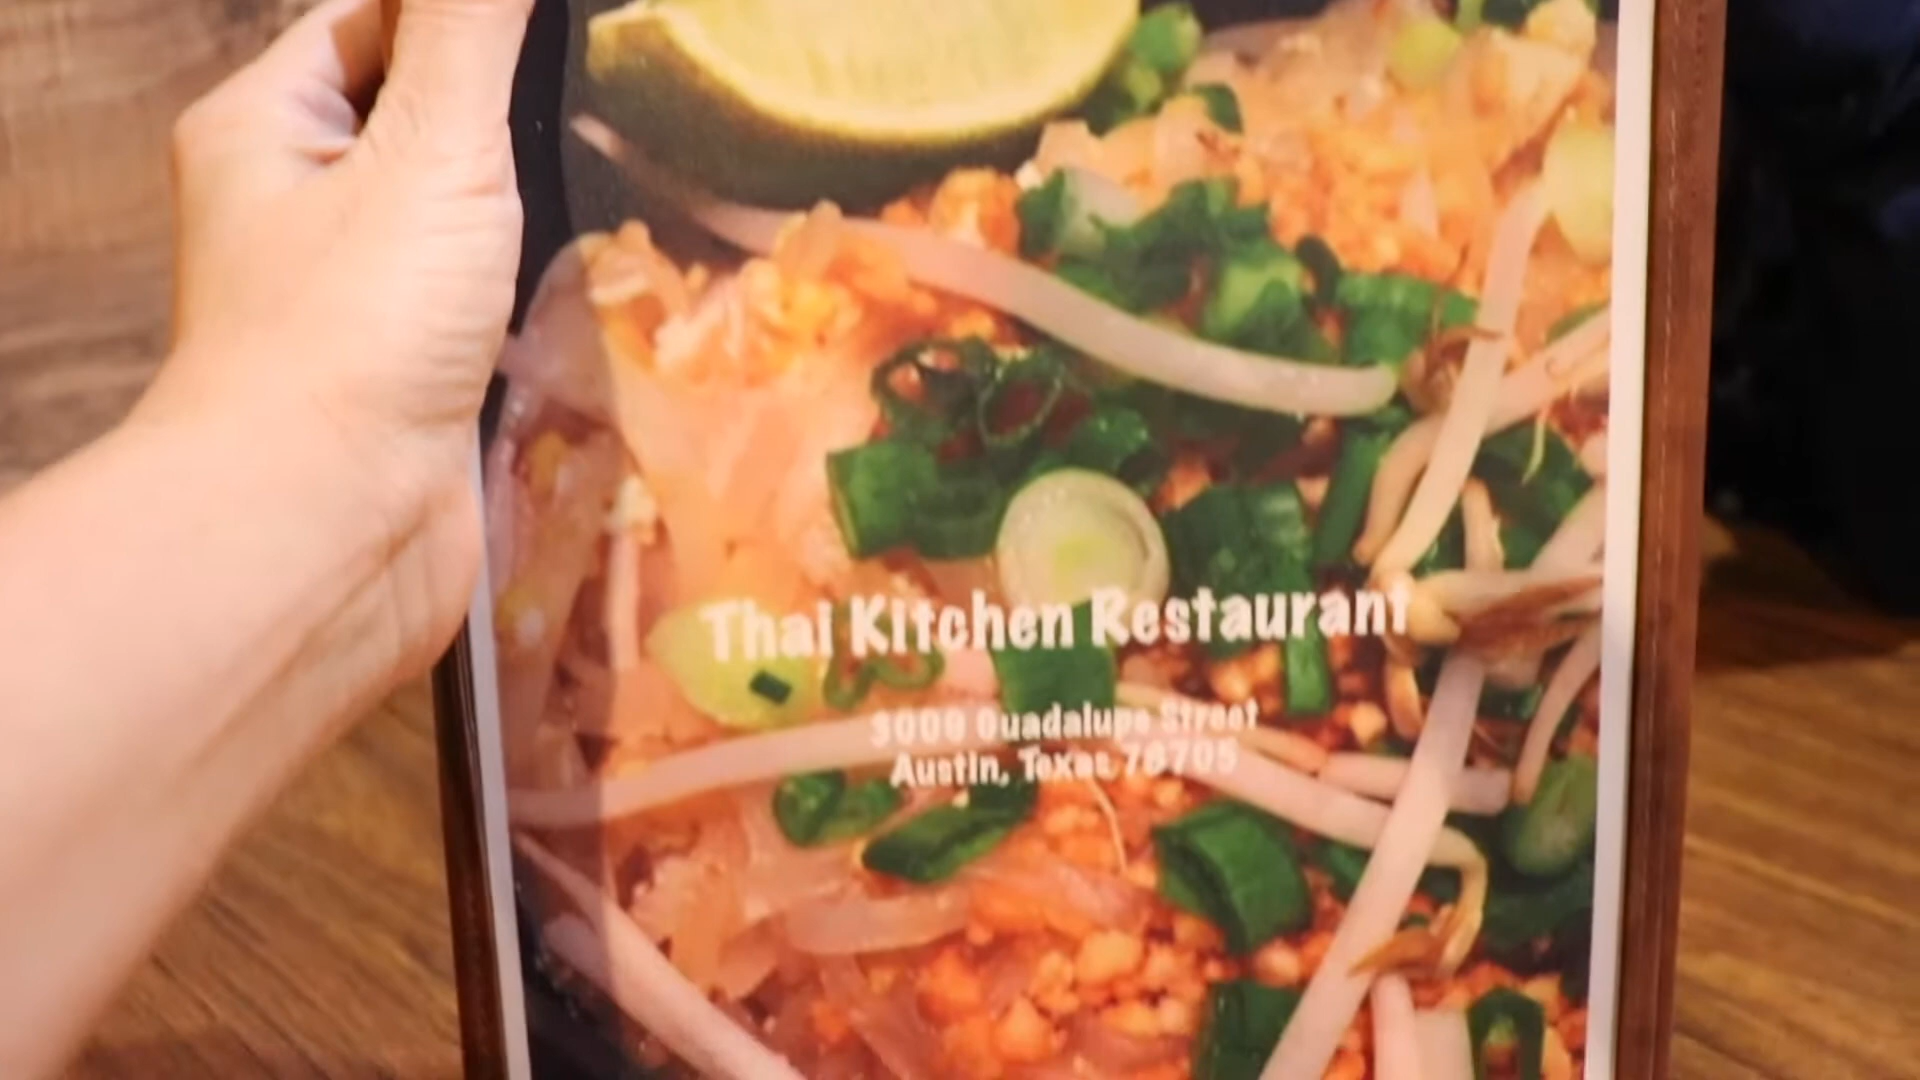 Thai Kitchen Restaurant
3009 Guadalupe Street
Austin, Texas 78705